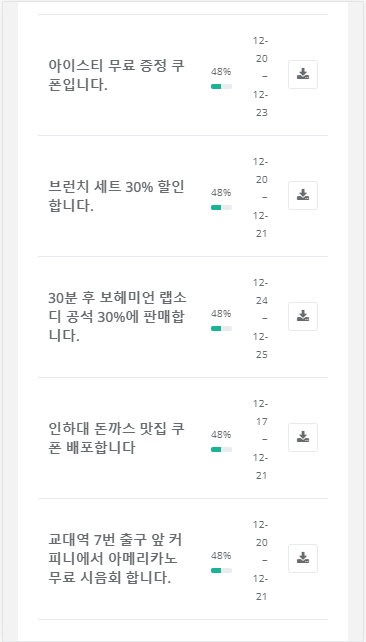 아이스티 무료 증정 쿠
폰입니다.
48%
12-
20
–
12-
23
브런치 세트 30% 할인
합니다.
48%
12-
20
–
12-
21
30분 후 보헤미언 랩소
디 공석 30%에 판매합
니다.
48%
12-
24
–
12-
25
인하대 돈까스 맛집 쿠
폰 배포합니다
48%
12-
17
–
12-
21
교대역 7번 출구 앞 커
피니에서 아메리카노
무료 시음회 합니다.
48%
12-
20
–
12-
21